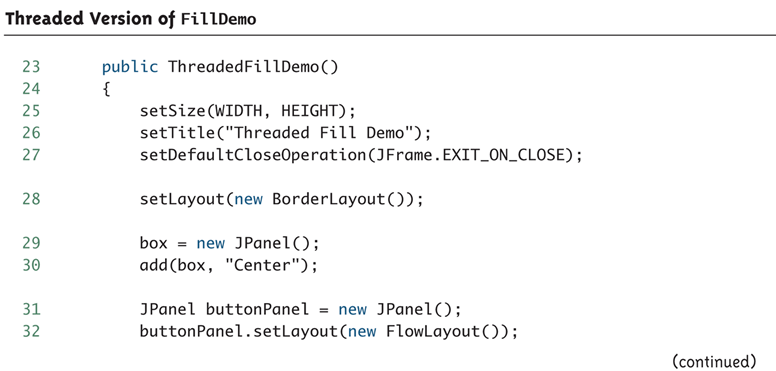 Threaded Version of FillDemo
23 public ThreadedFillDemo()
24 {
25 setSize(WIDTH, HEIGHT);
26 setTitle("Threaded Fill Demo");
27 setDefaultCloseOperation(JFrame.EXIT_ON_CLOSE);
28 setLayout(new BorderLayout());
29 box = new JPanel();
30 add(box, "Center");
31 JPanel buttonPanel = new JPanel();
32 buttonPanel.setLayout(new FlowLayout());
(continued)